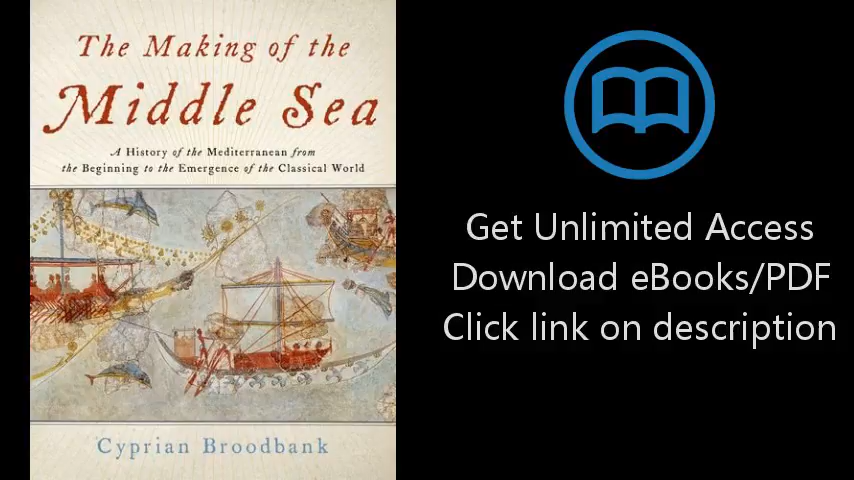 The Making of the
Middle Sea
A History of the Mediterranean from
the Beginning to the Emergence of the Classical World
Cyprian Broodbank
Get Unlimited Access
Download eBooks/PDF
Click link on description